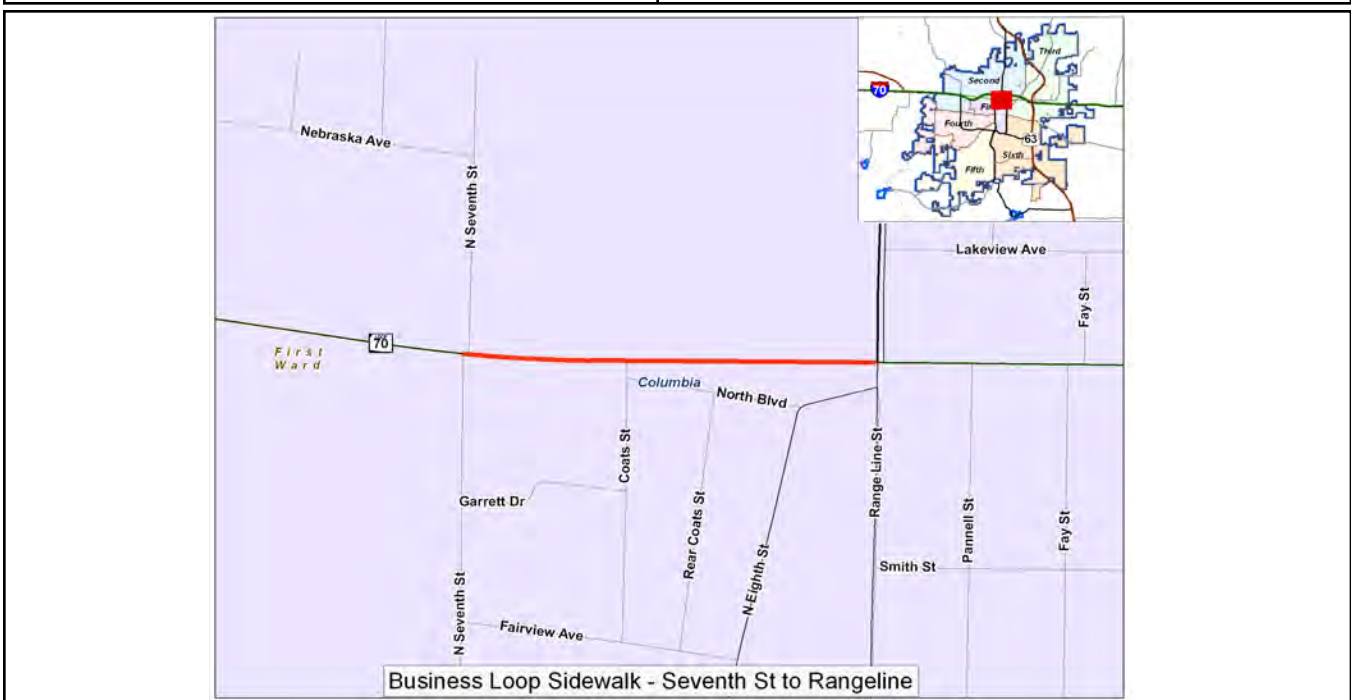 Third
Second
70
Fi
Fourth
63
Sixth
Fifth
Nebraska Ave
N Seventh St
Lakeview Ave
Fay St
70
First
Ward
Columbia
North Blvd
Coats St
Range Line St
Garrett Dr
Rear Coats St
Pannell St
Fay St
N Eighth St
Smith St
N Seventh St
Fairview Ave
Business Loop Sidewalk - Seventh St to Rangeline